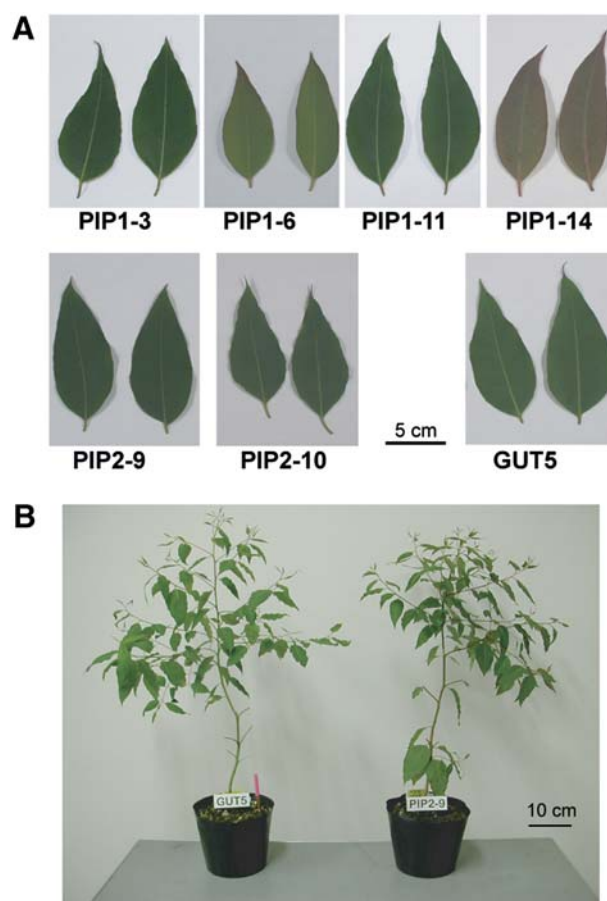 A
PIP1-3 PIP1-6 PIP1-11 PIP1-14
PIP2-9 PIP2-10 5 cm GUT5
B
GUT5 PIP2-9 10 cm